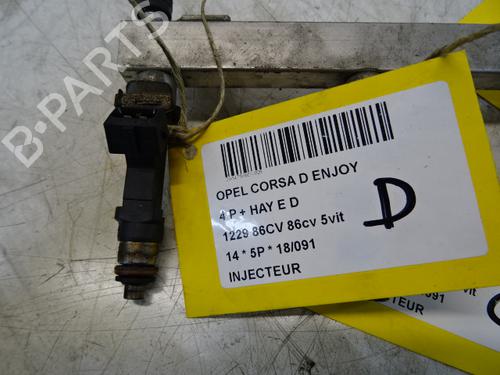 B-PARTS
OPEL CORSA D ENJOY
4 P + HAY E D
1229 86CV 86cv 5vit
14 * 5P * 18/091
INJECTEUR
D
vit
/091
TEUR